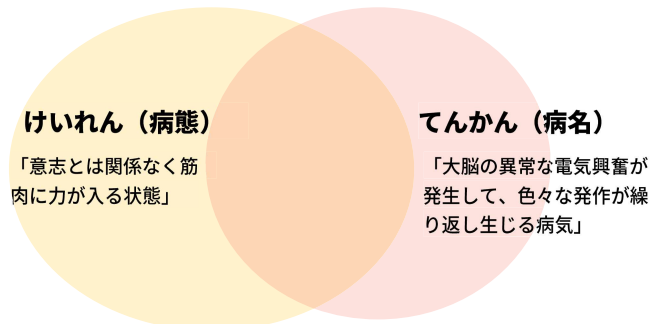 けいれん（病態）
「意志とは関係なく筋
肉に力が入る状態」
てんかん（病名）
「大脳の異常な電気興奮が
発生して、色々な発作が繰
り返し生じる病気」